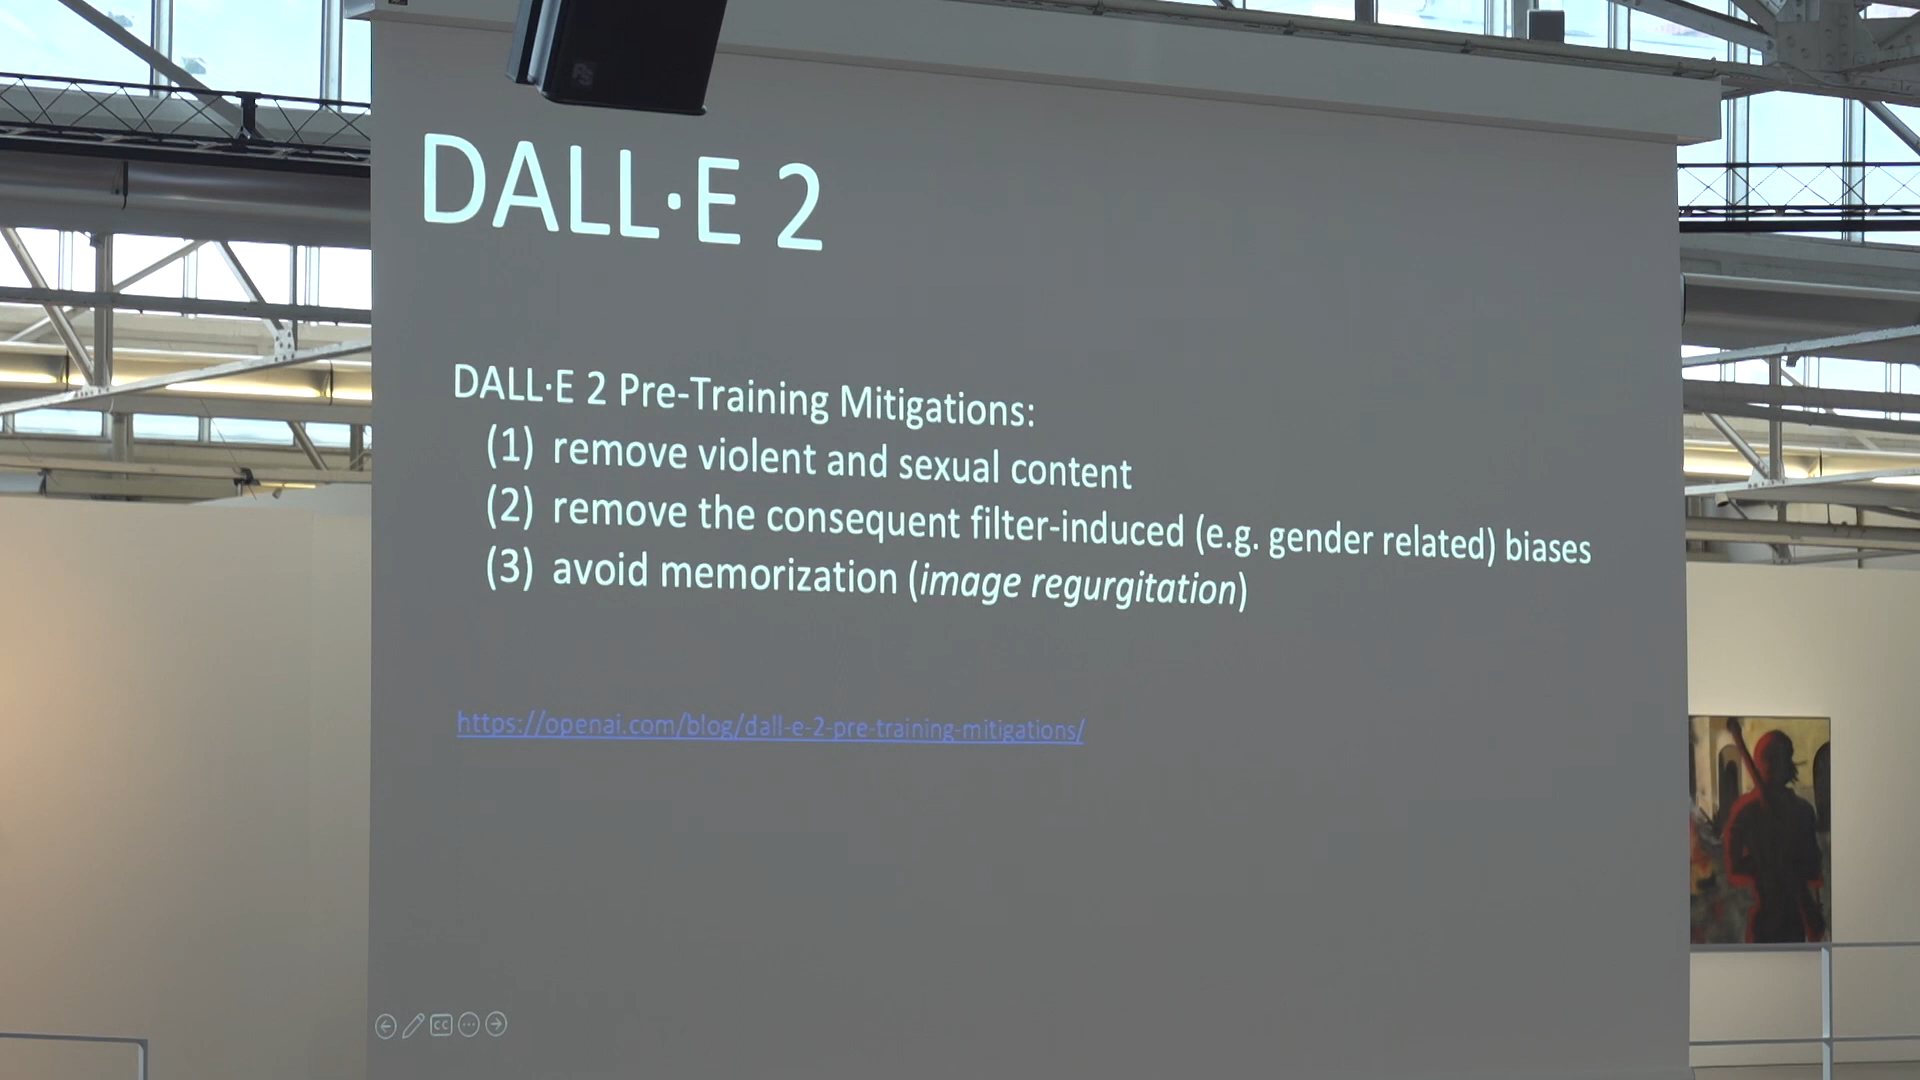 DALL·E 2
DALL·E 2 Pre-Training Mitigations:
(1) remove violent and sexual content
(2) remove the consequent filter-induced (e.g. gender related) biases
(3) avoid memorization (image regurgitation)
https://openai.com/blog/dall-e-2-pre-training-mitigations/
CC